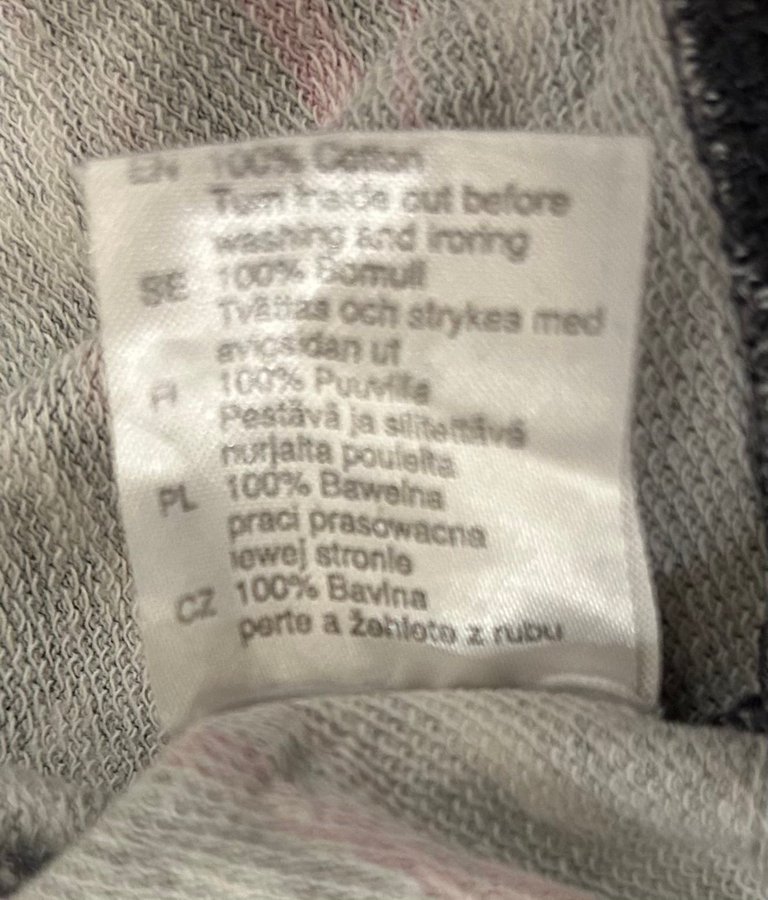 EN 100% Cotton
Turn inside out before
washing and ironing
SE 100% Bomull
Tvättas och strykes med
avigsidan ut
FI 100% Puuvilla
Pestävä ja silitettävä
nurjalta
PL 100% Bawełna
prać i prasować na
lewej stronie
CZ 100% Bavlna
perte a žehlete z rubu